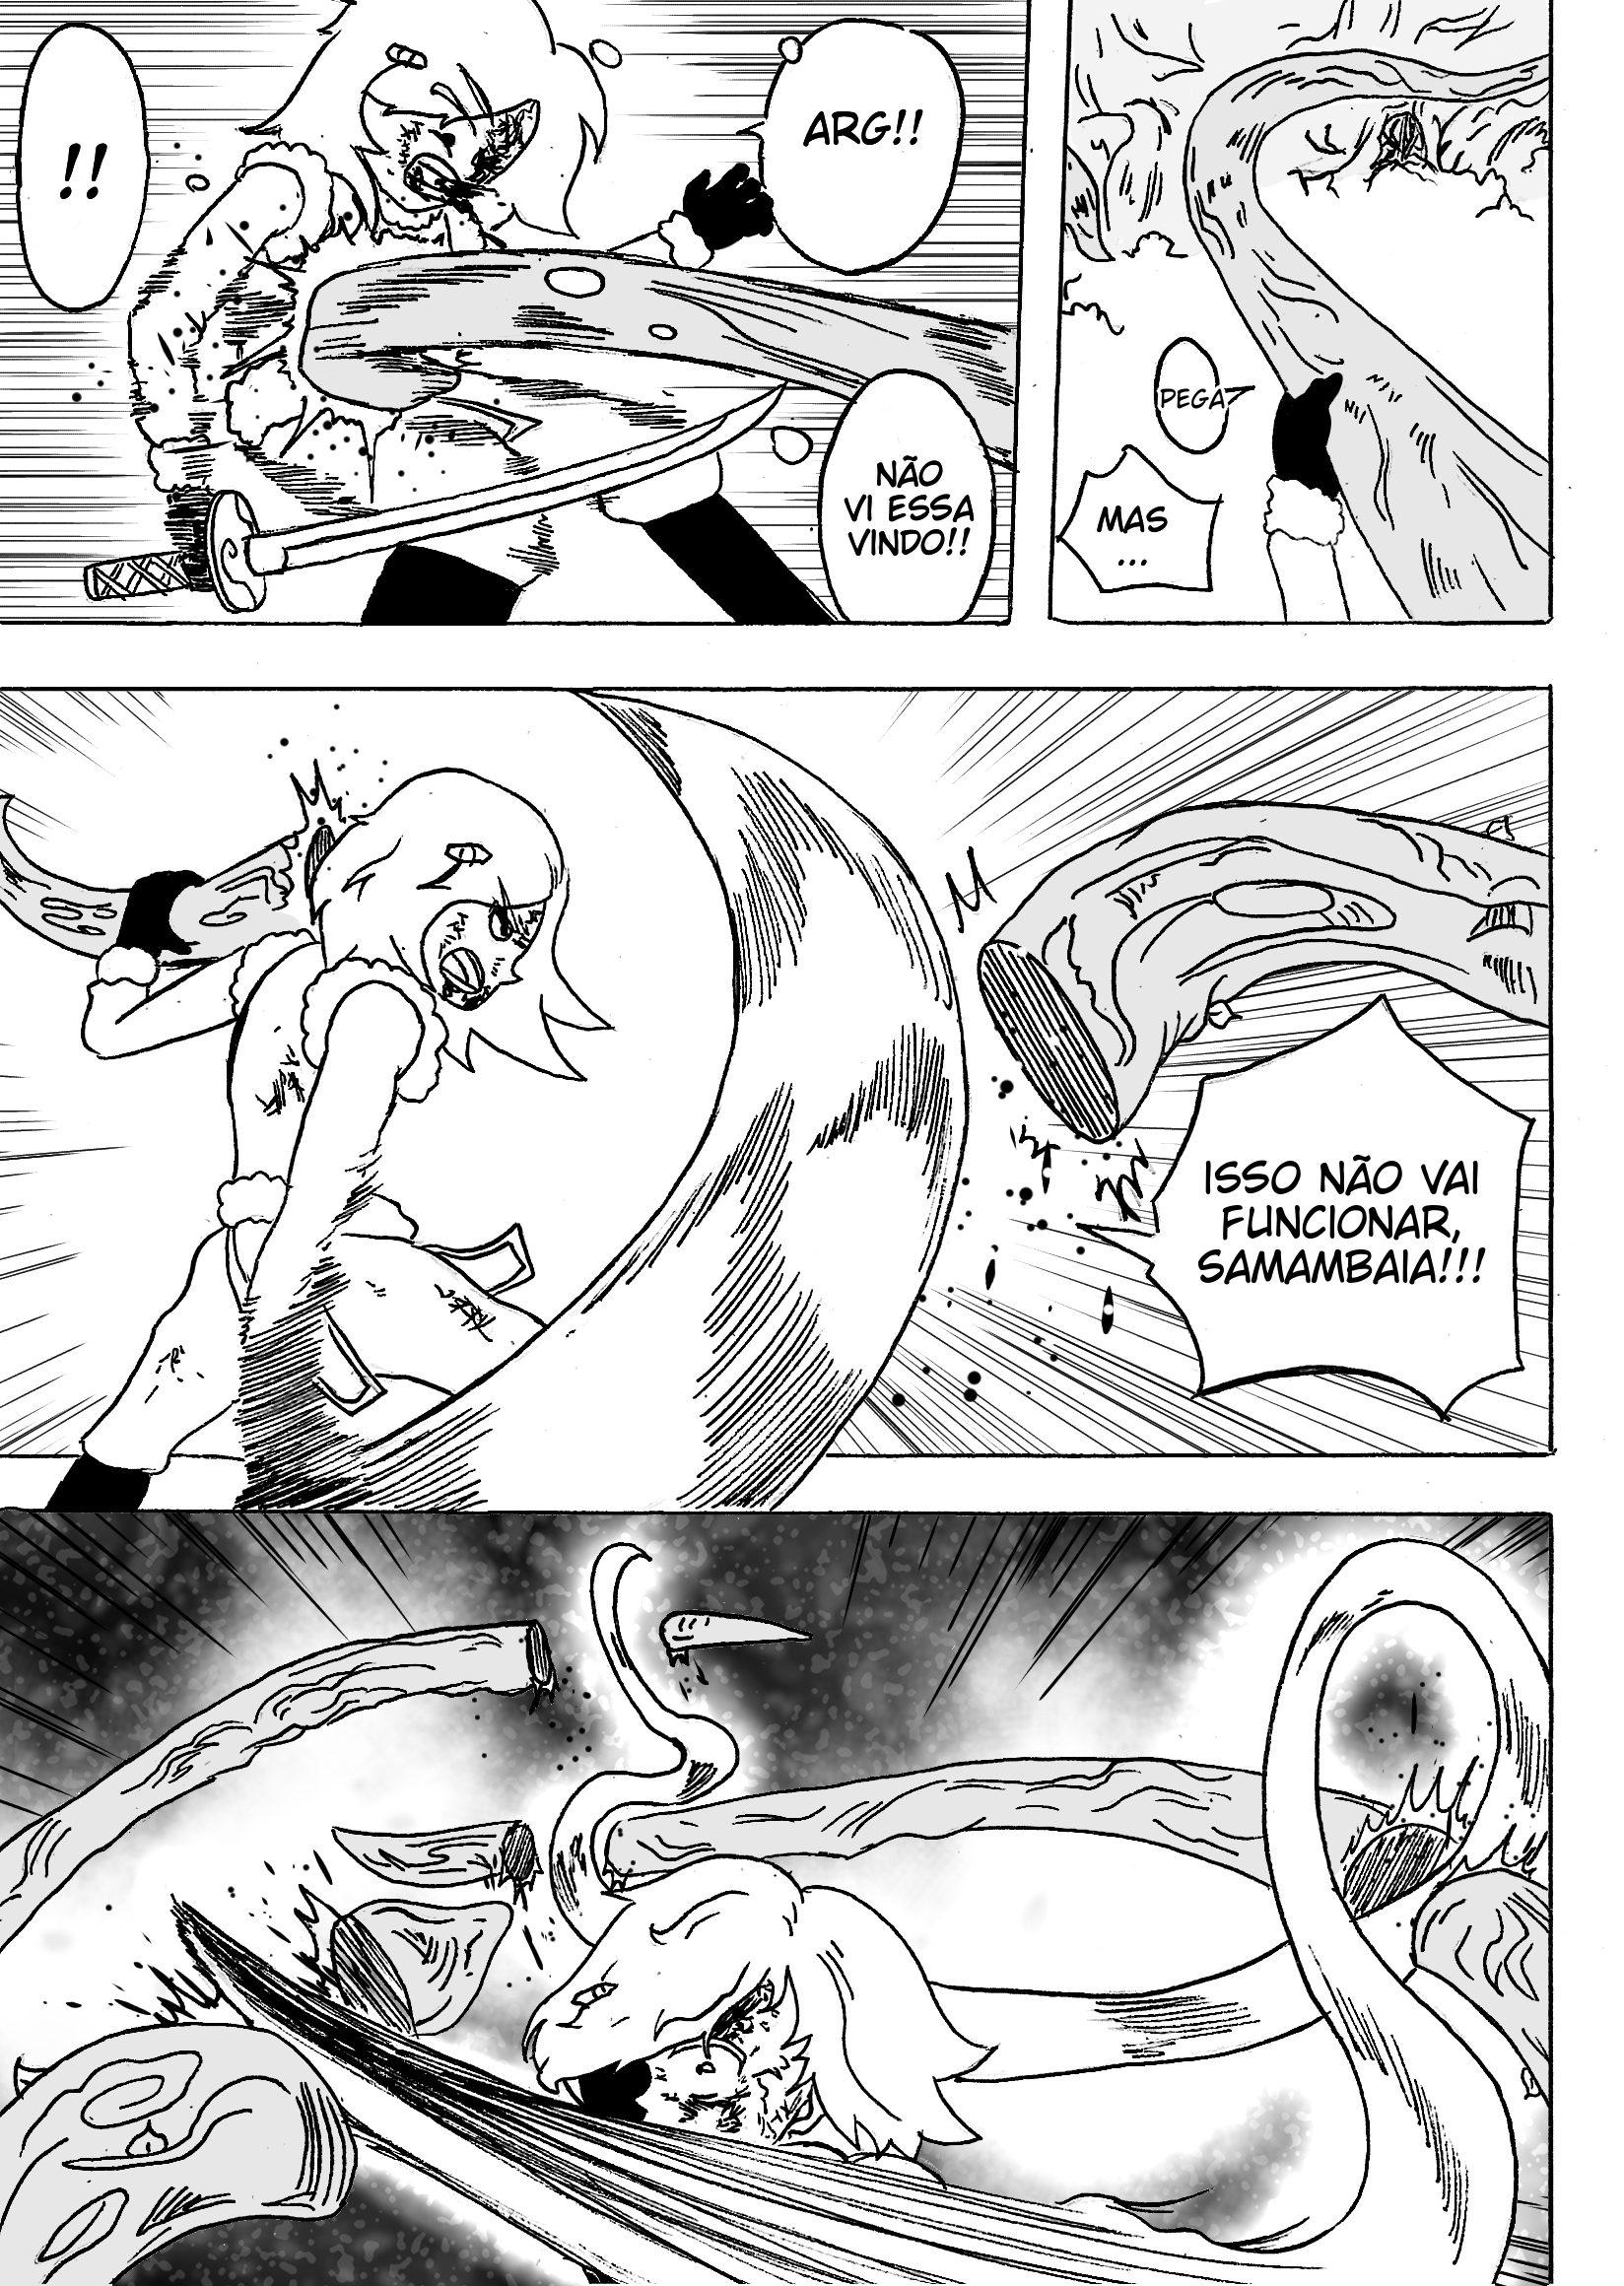 !!
ARG!!
NÃO
VI ESSA
VINDO!!
PEGA
MAS
...
ISSO NÃO VAI
FUNCIONAR,
SAMAMBAIA!!!